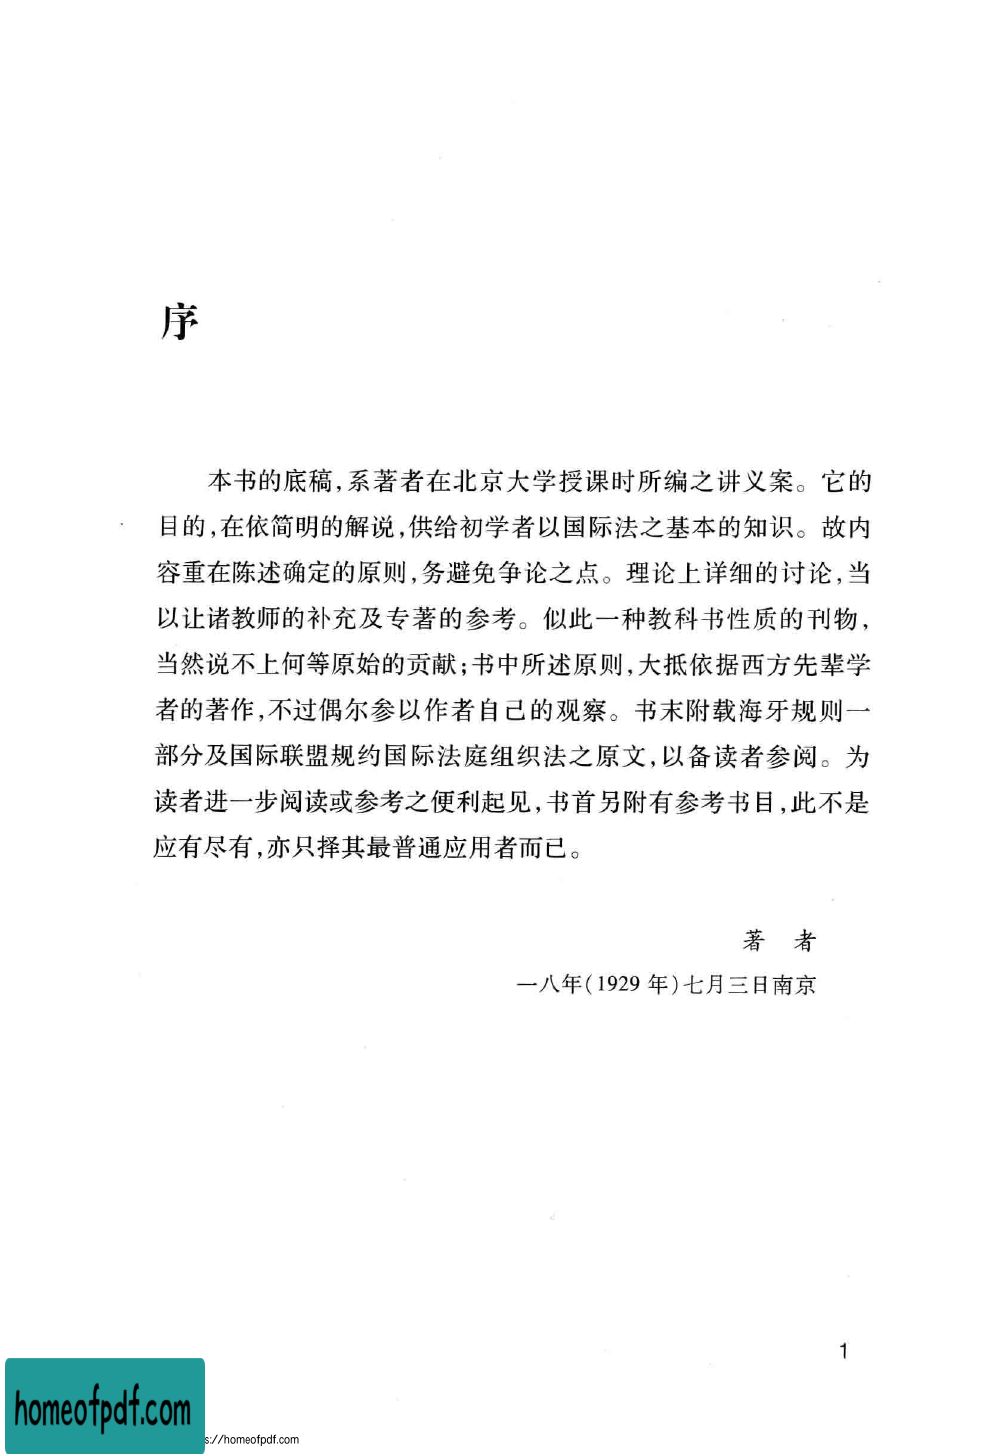 序
本书的底稿，系著者在北京大学授课时所编之讲义案。它的
目的，在依简明的解说，供给初学者以国际法之基本的知识。故内
容重在陈述确定的原则，务避免争论之点。理论上详细的讨论，当
以让诸教师的补充及专著的参考。似此一种教科书性质的刊物，
当然说不上何等原始的贡献；书中所述原则，大抵依据西方先辈学
者的著作，不过偶尔参以作者自己的观察。书末附载海牙规则一
部分及国际联盟规约国际法庭组织法之原文，以备读者参阅。为
读者进一步阅读或参考之便利起见，书首另附有参考书目，此不是
应有尽有，亦只择其最普通应用者而已。
著 者
一八年（1929 年）七月三日南京
1
homeofpdf.com
s://homeofpdf.com